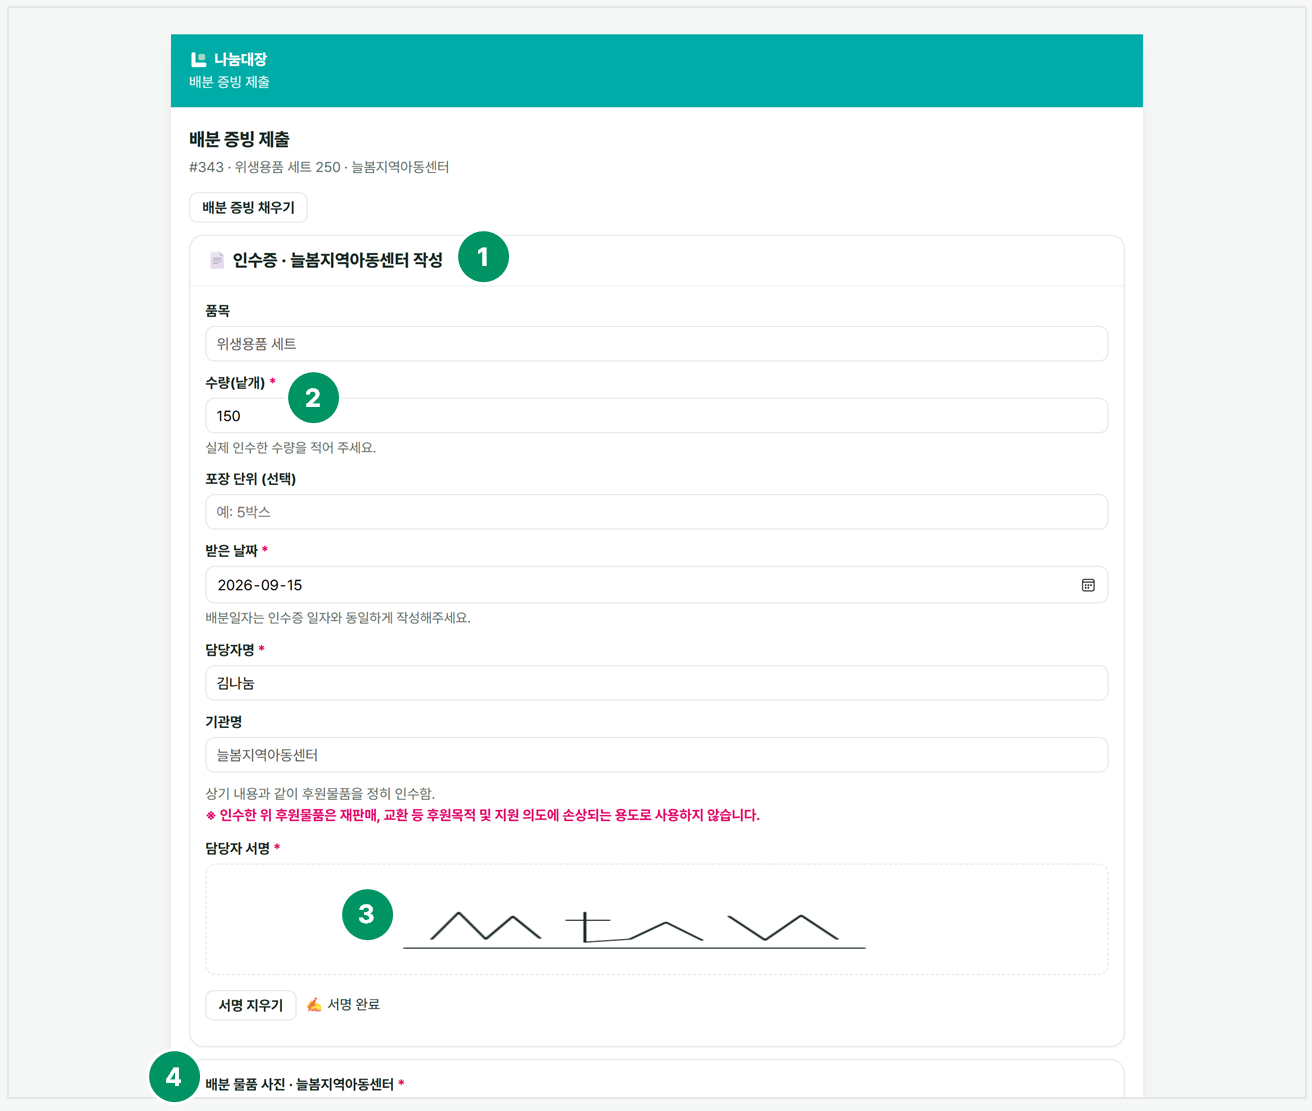 나눔대장
배분 증빙 제출
배분 증빙 제출
#343 · 위생용품 세트 250 · 늘봄지역아동센터
배분 증빙 채우기
인수증 · 늘봄지역아동센터 작성
1
품목
위생용품 세트
수량(낱개) *
2
150
실제 인수한 수량을 적어 주세요.
포장 단위 (선택)
예: 5박스
받은 날짜 *
2026-09-15
배분일자는 인수증 일자와 동일하게 작성해주세요.
담당자명 *
김나눔
기관명
늘봄지역아동센터
상기 내용과 같이 후원물품을 정히 인수함.
※ 인수한 위 후원물품은 재판매, 교환 등 후원목적 및 지원 의도에 손상되는 용도로 사용하지 않습니다.
담당자 서명 *
3
서명 지우기
✍️ 서명 완료
4
배분 물품 사진 · 늘봄지역아동센터 *